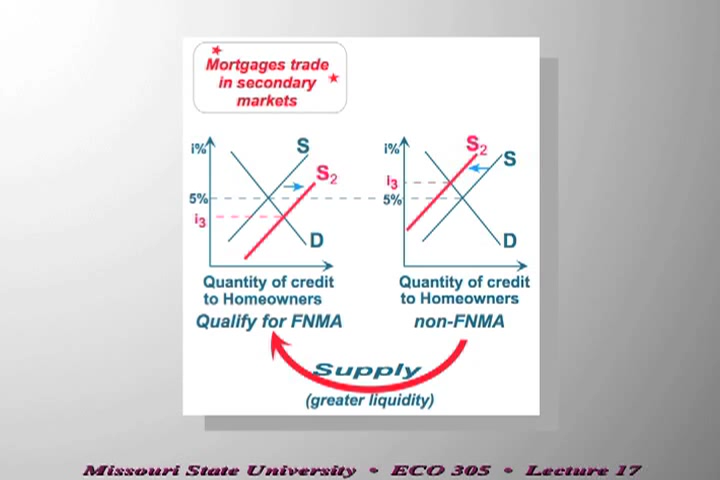 Mortgages trade
in secondary
markets
i%
S
S2
5%
i3
D
Quantity of credit
to Homeowners
Qualify for FNMA
i%
S2
S
i3
5%
D
Quantity of credit
to Homeowners
non-FNMA
Supply
(greater liquidity)
Missouri State University • ECO 305 • Lecture 17